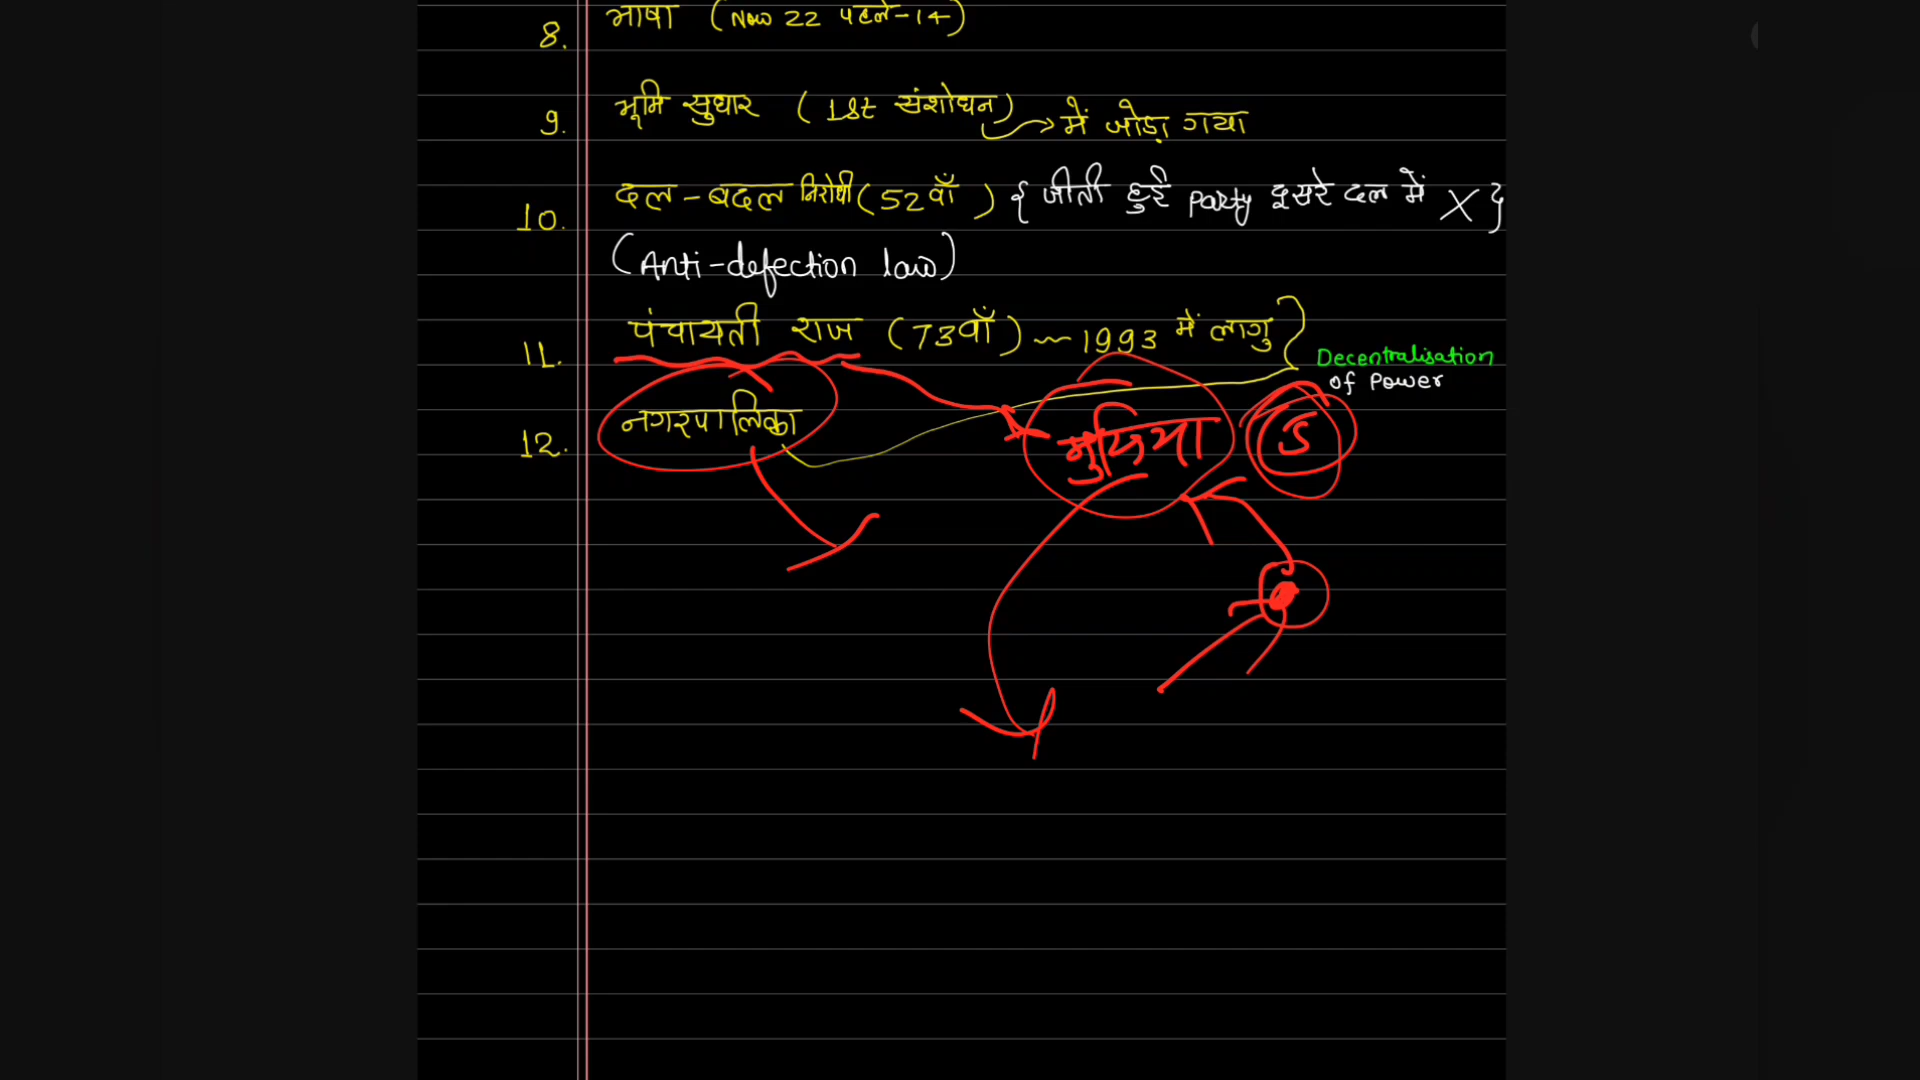 8. भाषा (Now 22 पहले-14)
9. भूमि सुधार (1st संशोधन) → में जोड़ा गया
10. दल-बदल विरोधी (52वाँ) { जीती हुई party दूसरे दल में X }
(Anti-defection law)
11. पंचायती राज (73वाँ) ~ 1993 में लागु }
Decentralisation
of Power
12. नगरपालिका
मुखिया